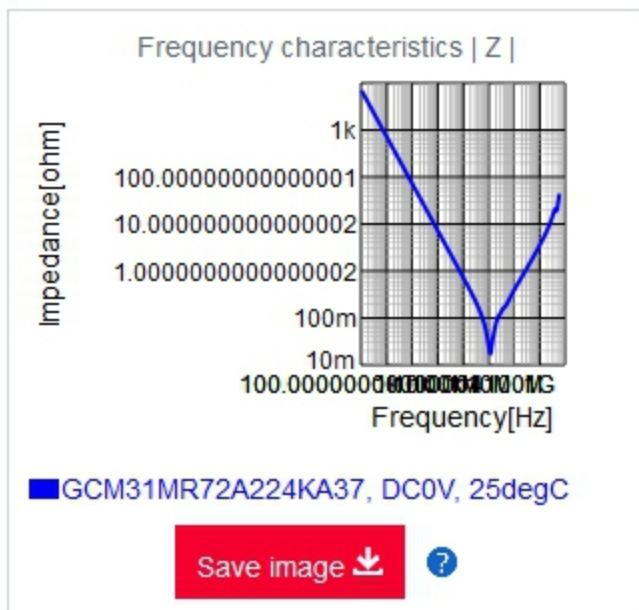 Frequency characteristics | Z |
Impedance[ohm]
1k
100.00000000000001
10.000000000000002
1.0000000000000002
100m
10m
Frequency[Hz]
GCM31MR72A224KA37, DC0V, 25degC
Save image
?